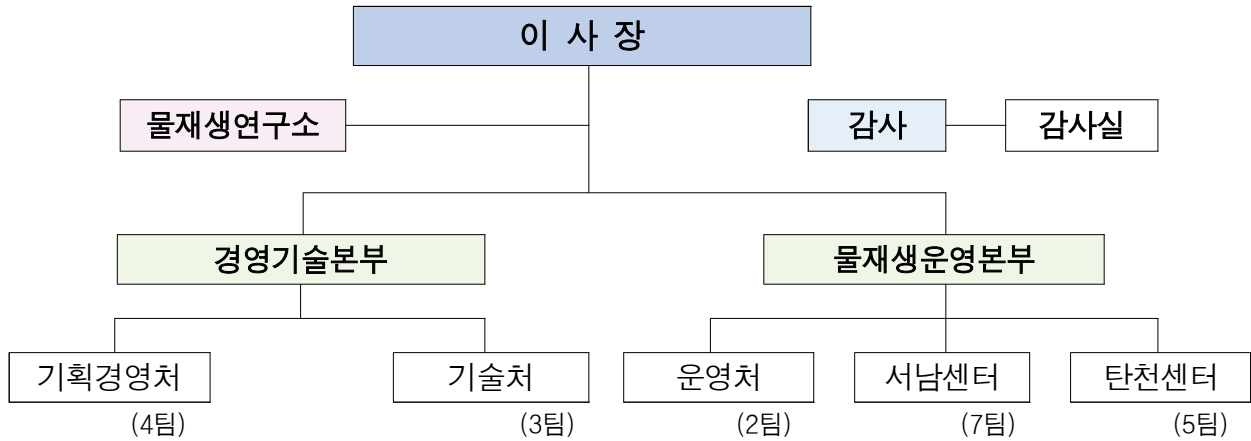 이 사 장
물재생연구소
감사
감사실
경영기술본부
물재생운영본부
기획경영처
기술처
운영처
서남센터
탄천센터
(4팀)
(3팀)
(2팀)
(7팀)
(5팀)